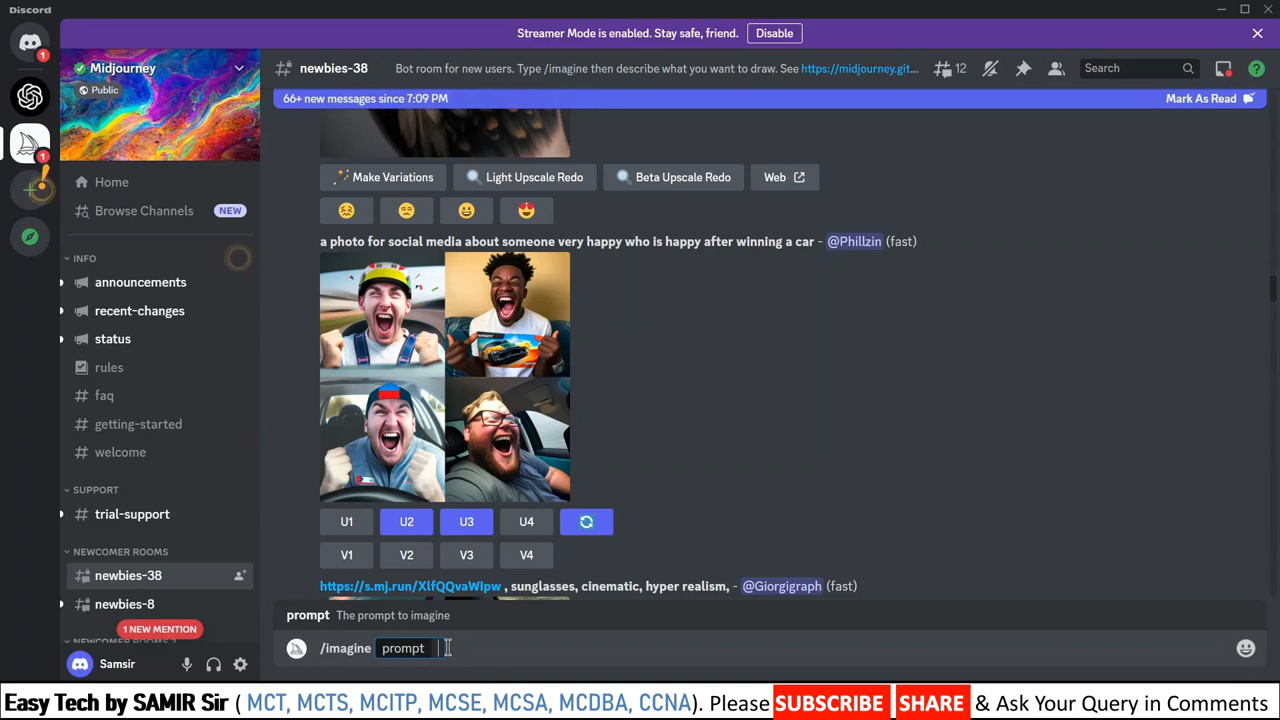 Discord
Streamer Mode is enabled. Stay safe, friend. Disable
1
Midjourney
Public
newbies-38 Bot room for new users. Type /imagine then describe what you want to draw. See https://midjourney.git... 12 Search
66+ new messages since 7:09 PM Mark As Read
1
Home
Browse Channels NEW
INFO
announcements
recent-changes
status
rules
faq
getting-started
welcome
SUPPORT
trial-support
NEWCOMER ROOMS
newbies-38
newbies-8
1 NEW MENTION
Samsir
Make Variations Light Upscale Redo Beta Upscale Redo Web
a photo for social media about someone very happy who is happy after winning a car - @Phillzin (fast)
U1 U2 U3 U4
V1 V2 V3 V4
https://s.mj.run/XlfQQvaWIpw , sunglasses, cinematic, hyper realism, - @Giorgigraph (fast)
prompt The prompt to imagine
/imagine prompt
Easy Tech by SAMIR Sir ( MCT, MCTS, MCITP, MCSE, MCSA, MCDBA, CCNA). Please SUBSCRIBE SHARE & Ask Your Query in Comments